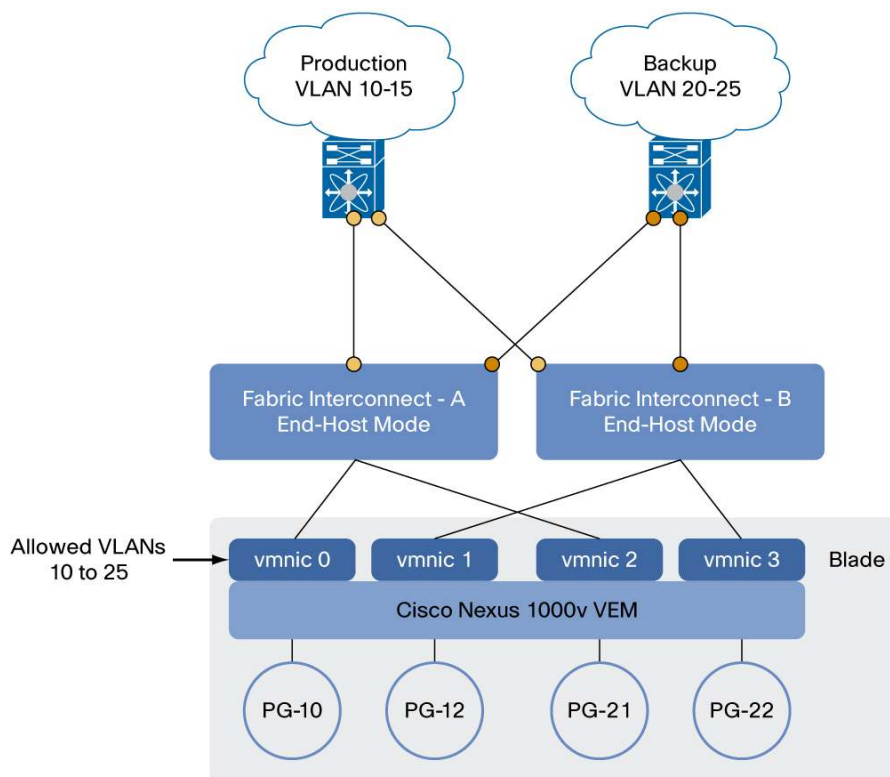 Production
VLAN 10-15
Backup
VLAN 20-25
Fabric Interconnect - A
End-Host Mode
Fabric Interconnect - B
End-Host Mode
Allowed VLANs
10 to 25
vmnic 0
vmnic 1
vmnic 2
vmnic 3
Blade
Cisco Nexus 1000v VEM
PG-10
PG-12
PG-21
PG-22